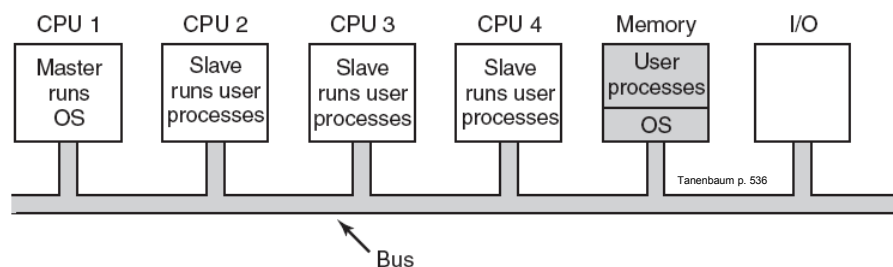 CPU 1
CPU 2
CPU 3
CPU 4
Memory
I/O
Master
runs
OS
Slave
runs user
processes
Slave
runs user
processes
Slave
runs user
processes
User
processes
OS
Tanenbaum p. 536
Bus